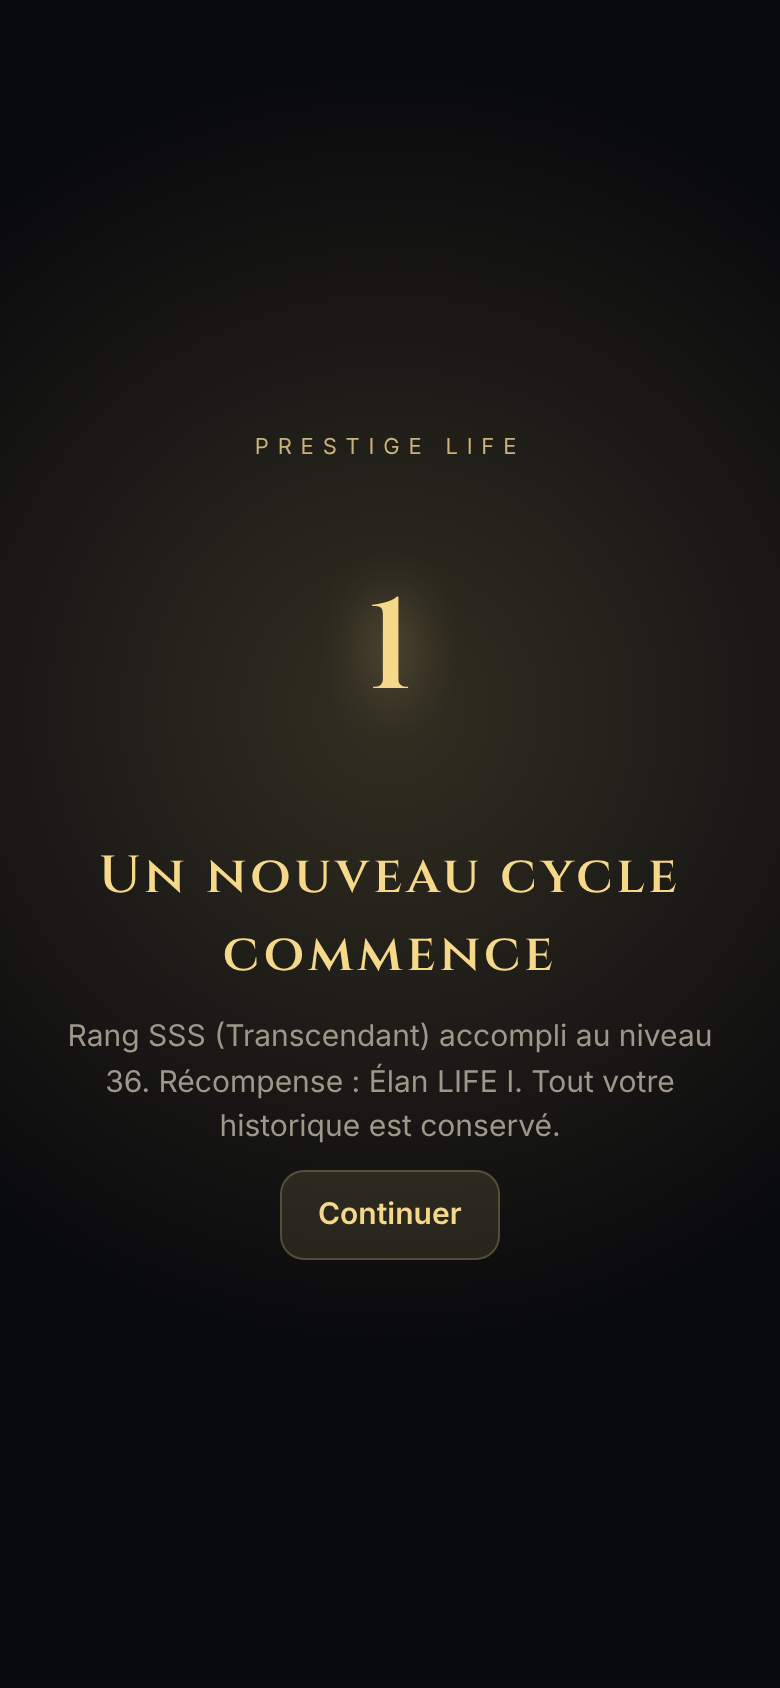 PRESTIGE LIFE
1
Un nouveau cycle
commence
Rang SSS (Transcendant) accompli au niveau
36. Récompense : Élan LIFE I. Tout votre
historique est conservé.
Continuer